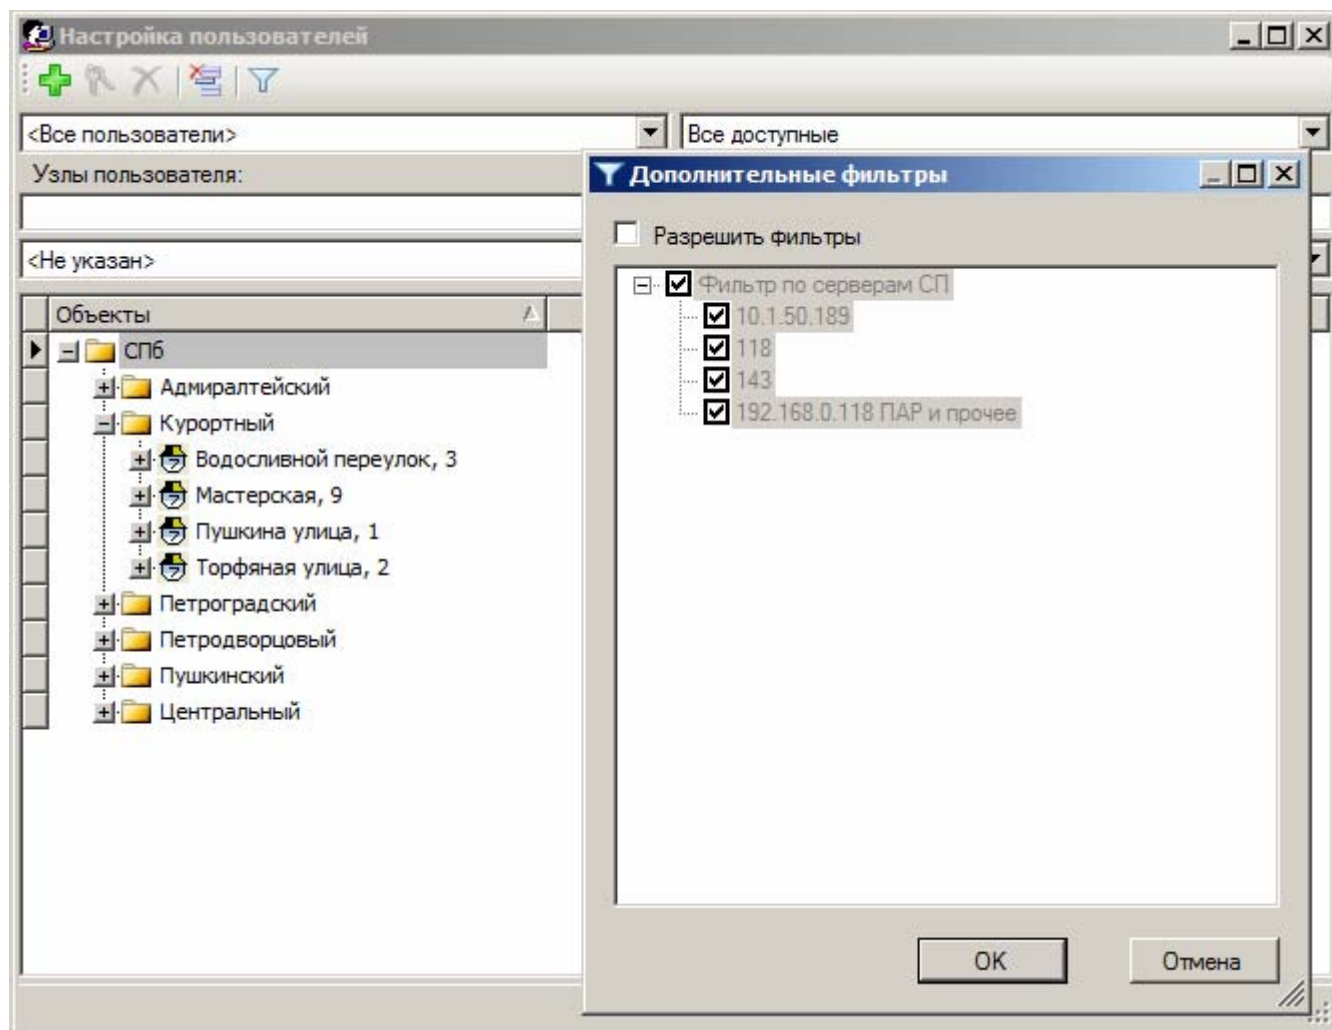 Настройка пользователей
<Все пользователи>
Все доступные
Узлы пользователя:
<Не указан>
Объекты
СПб
Адмиралтейский
Курортный
Водосливной переулок, 3
Мастерская, 9
Пушкина улица, 1
Торфяная улица, 2
Петроградский
Петродворцовый
Пушкинский
Центральный
Дополнительные фильтры
Разрешить фильтры
Фильтр по серверам СП
10.1.50.189
118
143
192.168.0.118 ПАР и прочее
OK
Отмена